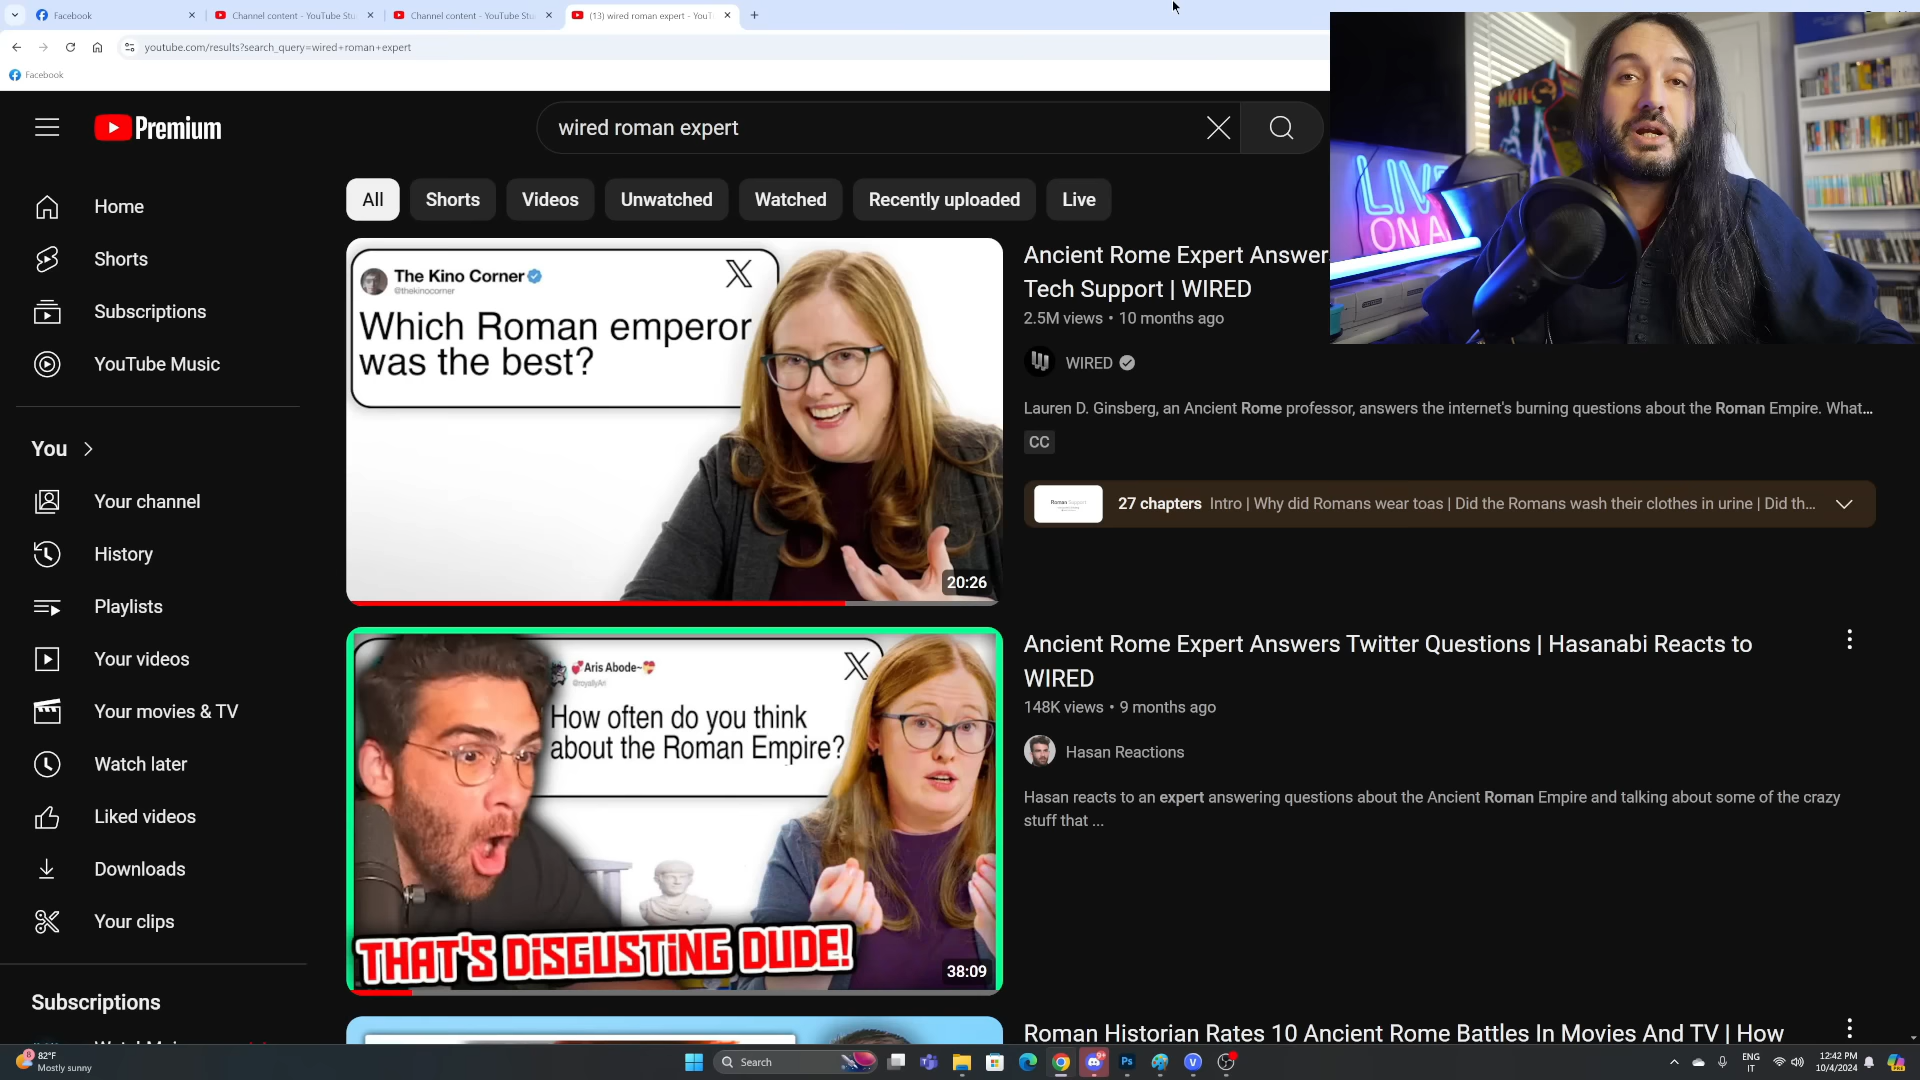 Facebook
Channel content - YouTube Stu
Channel content - YouTube Stu
(13) wired roman expert - YouT
youtube.com/results?search_query=wired+roman+expert
Facebook
Premium
wired roman expert
All
Shorts
Videos
Unwatched
Watched
Recently uploaded
Live
Home
Shorts
Subscriptions
YouTube Music
You
Your channel
History
Playlists
Your videos
Your movies & TV
Watch later
Liked videos
Downloads
Your clips
Subscriptions
The Kino Corner
@thekinocorner
Which Roman emperor
was the best?
20:26
Ancient Rome Expert Answer
Tech Support | WIRED
2.5M views • 10 months ago
WIRED
Lauren D. Ginsberg, an Ancient Rome professor, answers the internet's burning questions about the Roman Empire. What...
CC
27 chapters Intro | Why did Romans wear toas | Did the Romans wash their clothes in urine | Did th...
LIVE
ON A
MKII
Aris Abode~
@royallyAri
How often do you think
about the Roman Empire?
THAT'S DISGUSTING DUDE!
38:09
Ancient Rome Expert Answers Twitter Questions | Hasanabi Reacts to
WIRED
148K views • 9 months ago
Hasan Reactions
Hasan reacts to an expert answering questions about the Ancient Roman Empire and talking about some of the crazy
stuff that ...
Roman Historian Rates 10 Ancient Rome Battles In Movies And TV | How
82°F
Mostly sunny
Search
ENG
IT
12:42 PM
10/4/2024